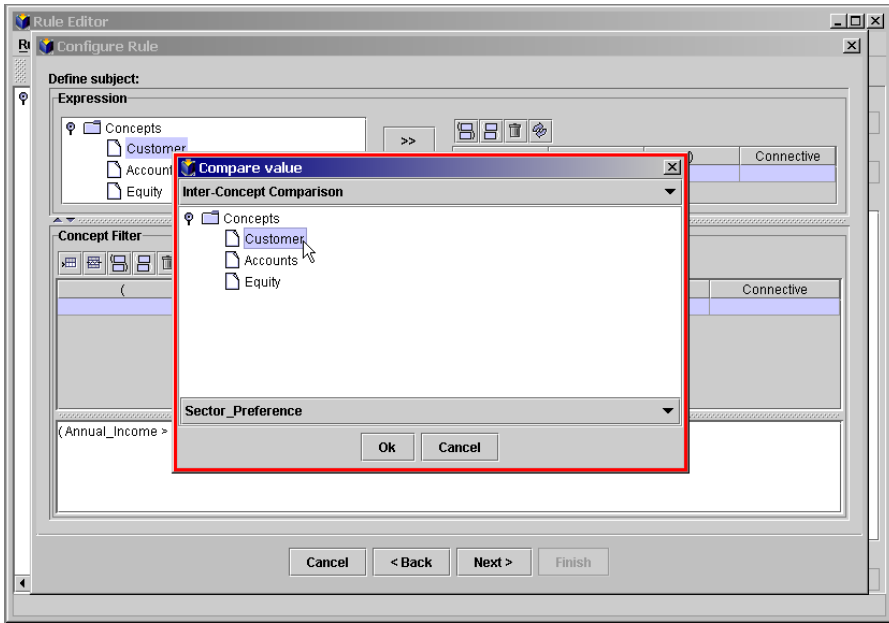 Rule Editor
Configure Rule
Define subject:
Expression
Concepts
Customer
Account
Equity
>>
)
Connective
Compare value
Inter-Concept Comparison
Concepts
Customer
Accounts
Equity
Sector_Preference
Ok
Cancel
Concept Filter
(
Connective
( Annual_Income >
Cancel
< Back
Next >
Finish